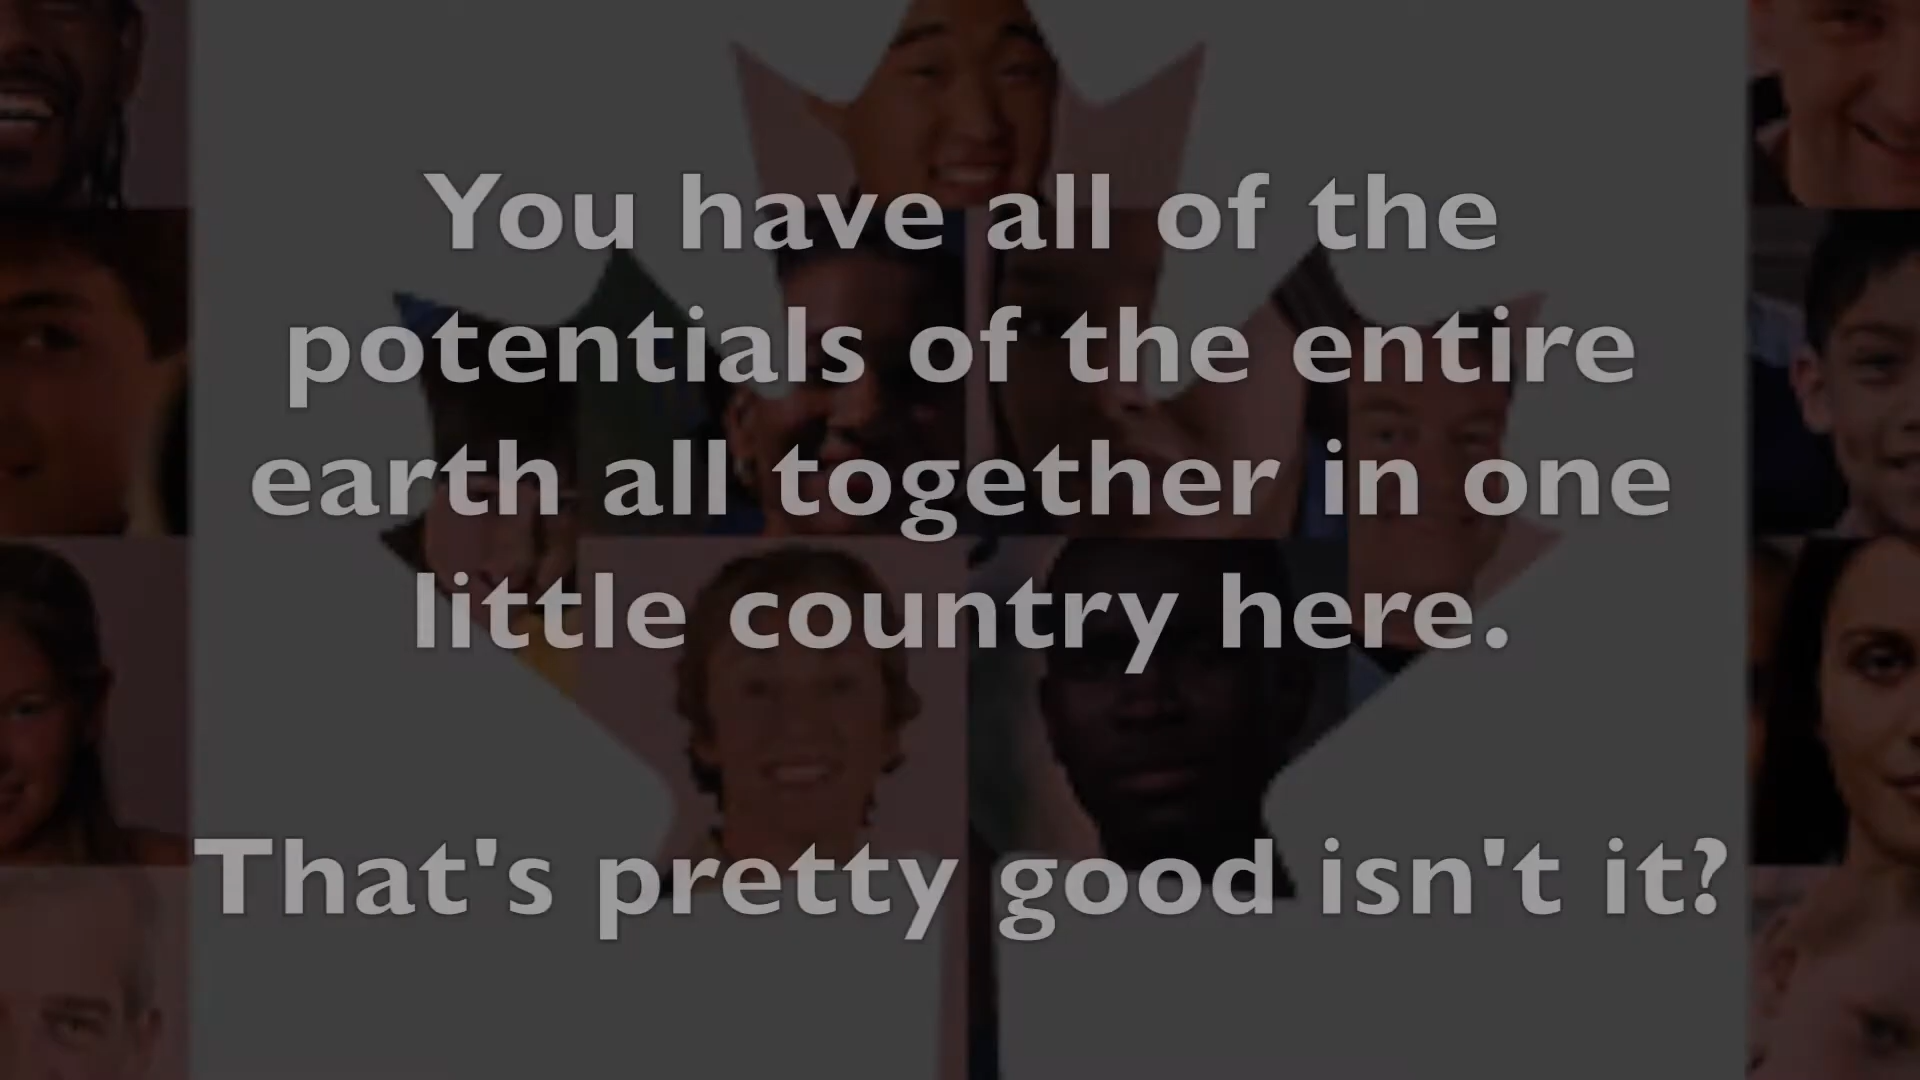 You have all of the
potentials of the entire
earth all together in one
little country here.
That's pretty good isn't it?